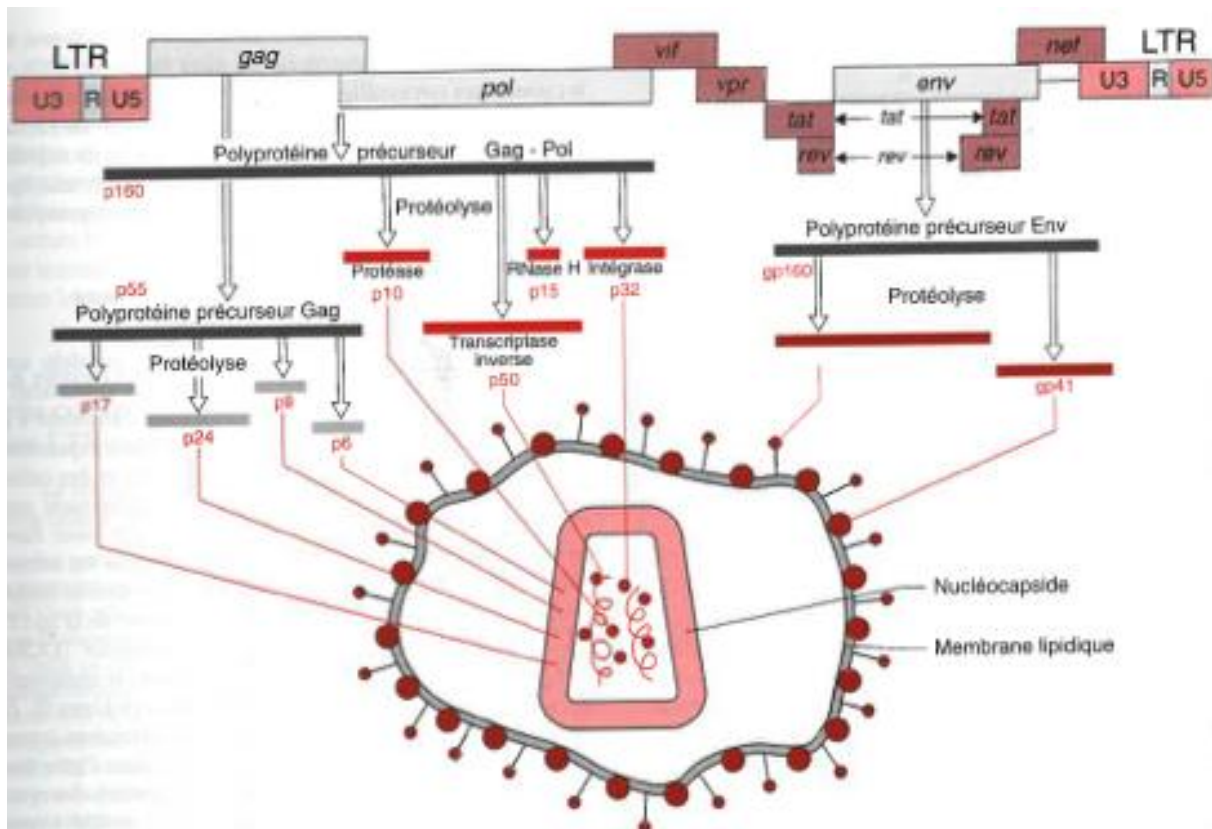 LTR
gag
vif
nef
LTR
U3 R U5
pol
vpr
env
U3 R U5
tat
tat
tat
rev
rev
rev
Polyprotéine précurseur Gag - Pol
p160
Protéolyse
Polyprotéine précurseur Env
gp160
Protéolyse
Protéase
p10
RNase H
p15
Intégrase
p32
p55
Polyprotéine précurseur Gag
Transcriptase
inverse
p50
Protéolyse
p17
p24
p9
p6
gp41
Nucléocapside
Membrane lipidique